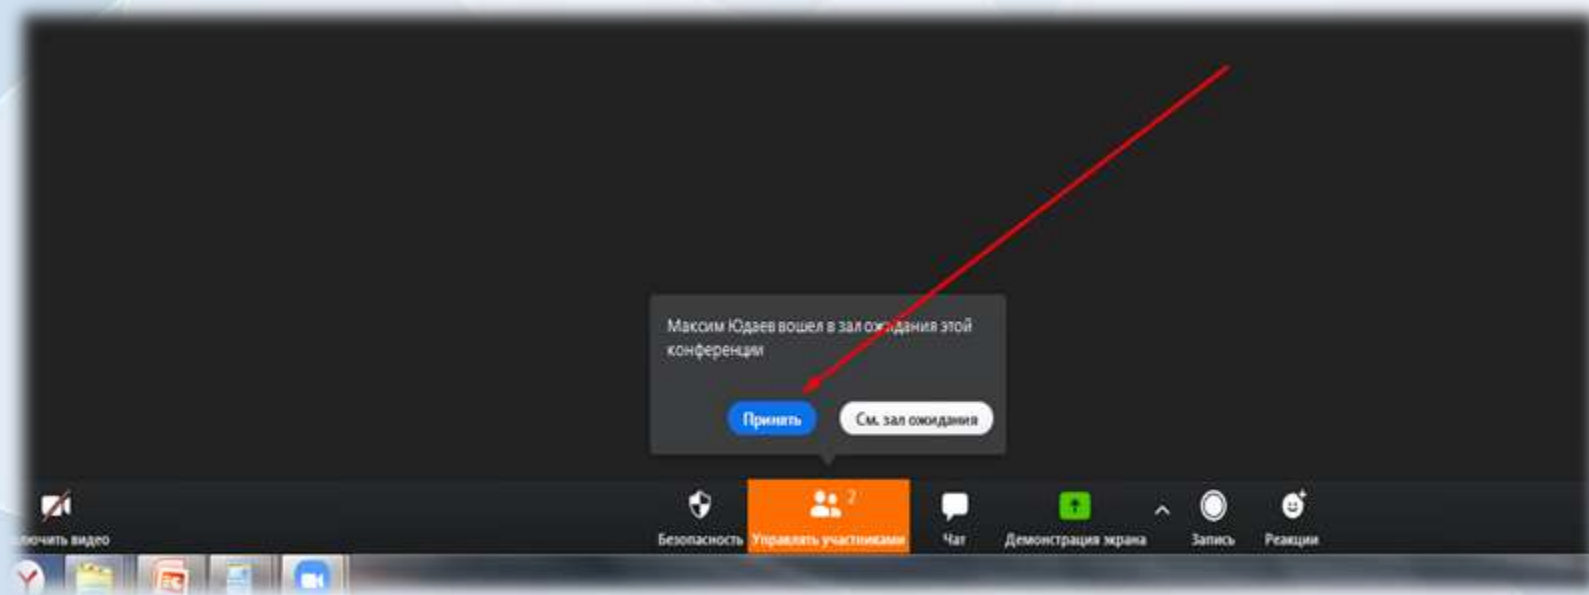 Максим Юдаев вошел в зал ожидания этой
конференции
Принять
См. зал ожидания
2
лючить видео
Безопасность
Управлять участниками
Чат
Демонстрация экрана
Запись
Реакции